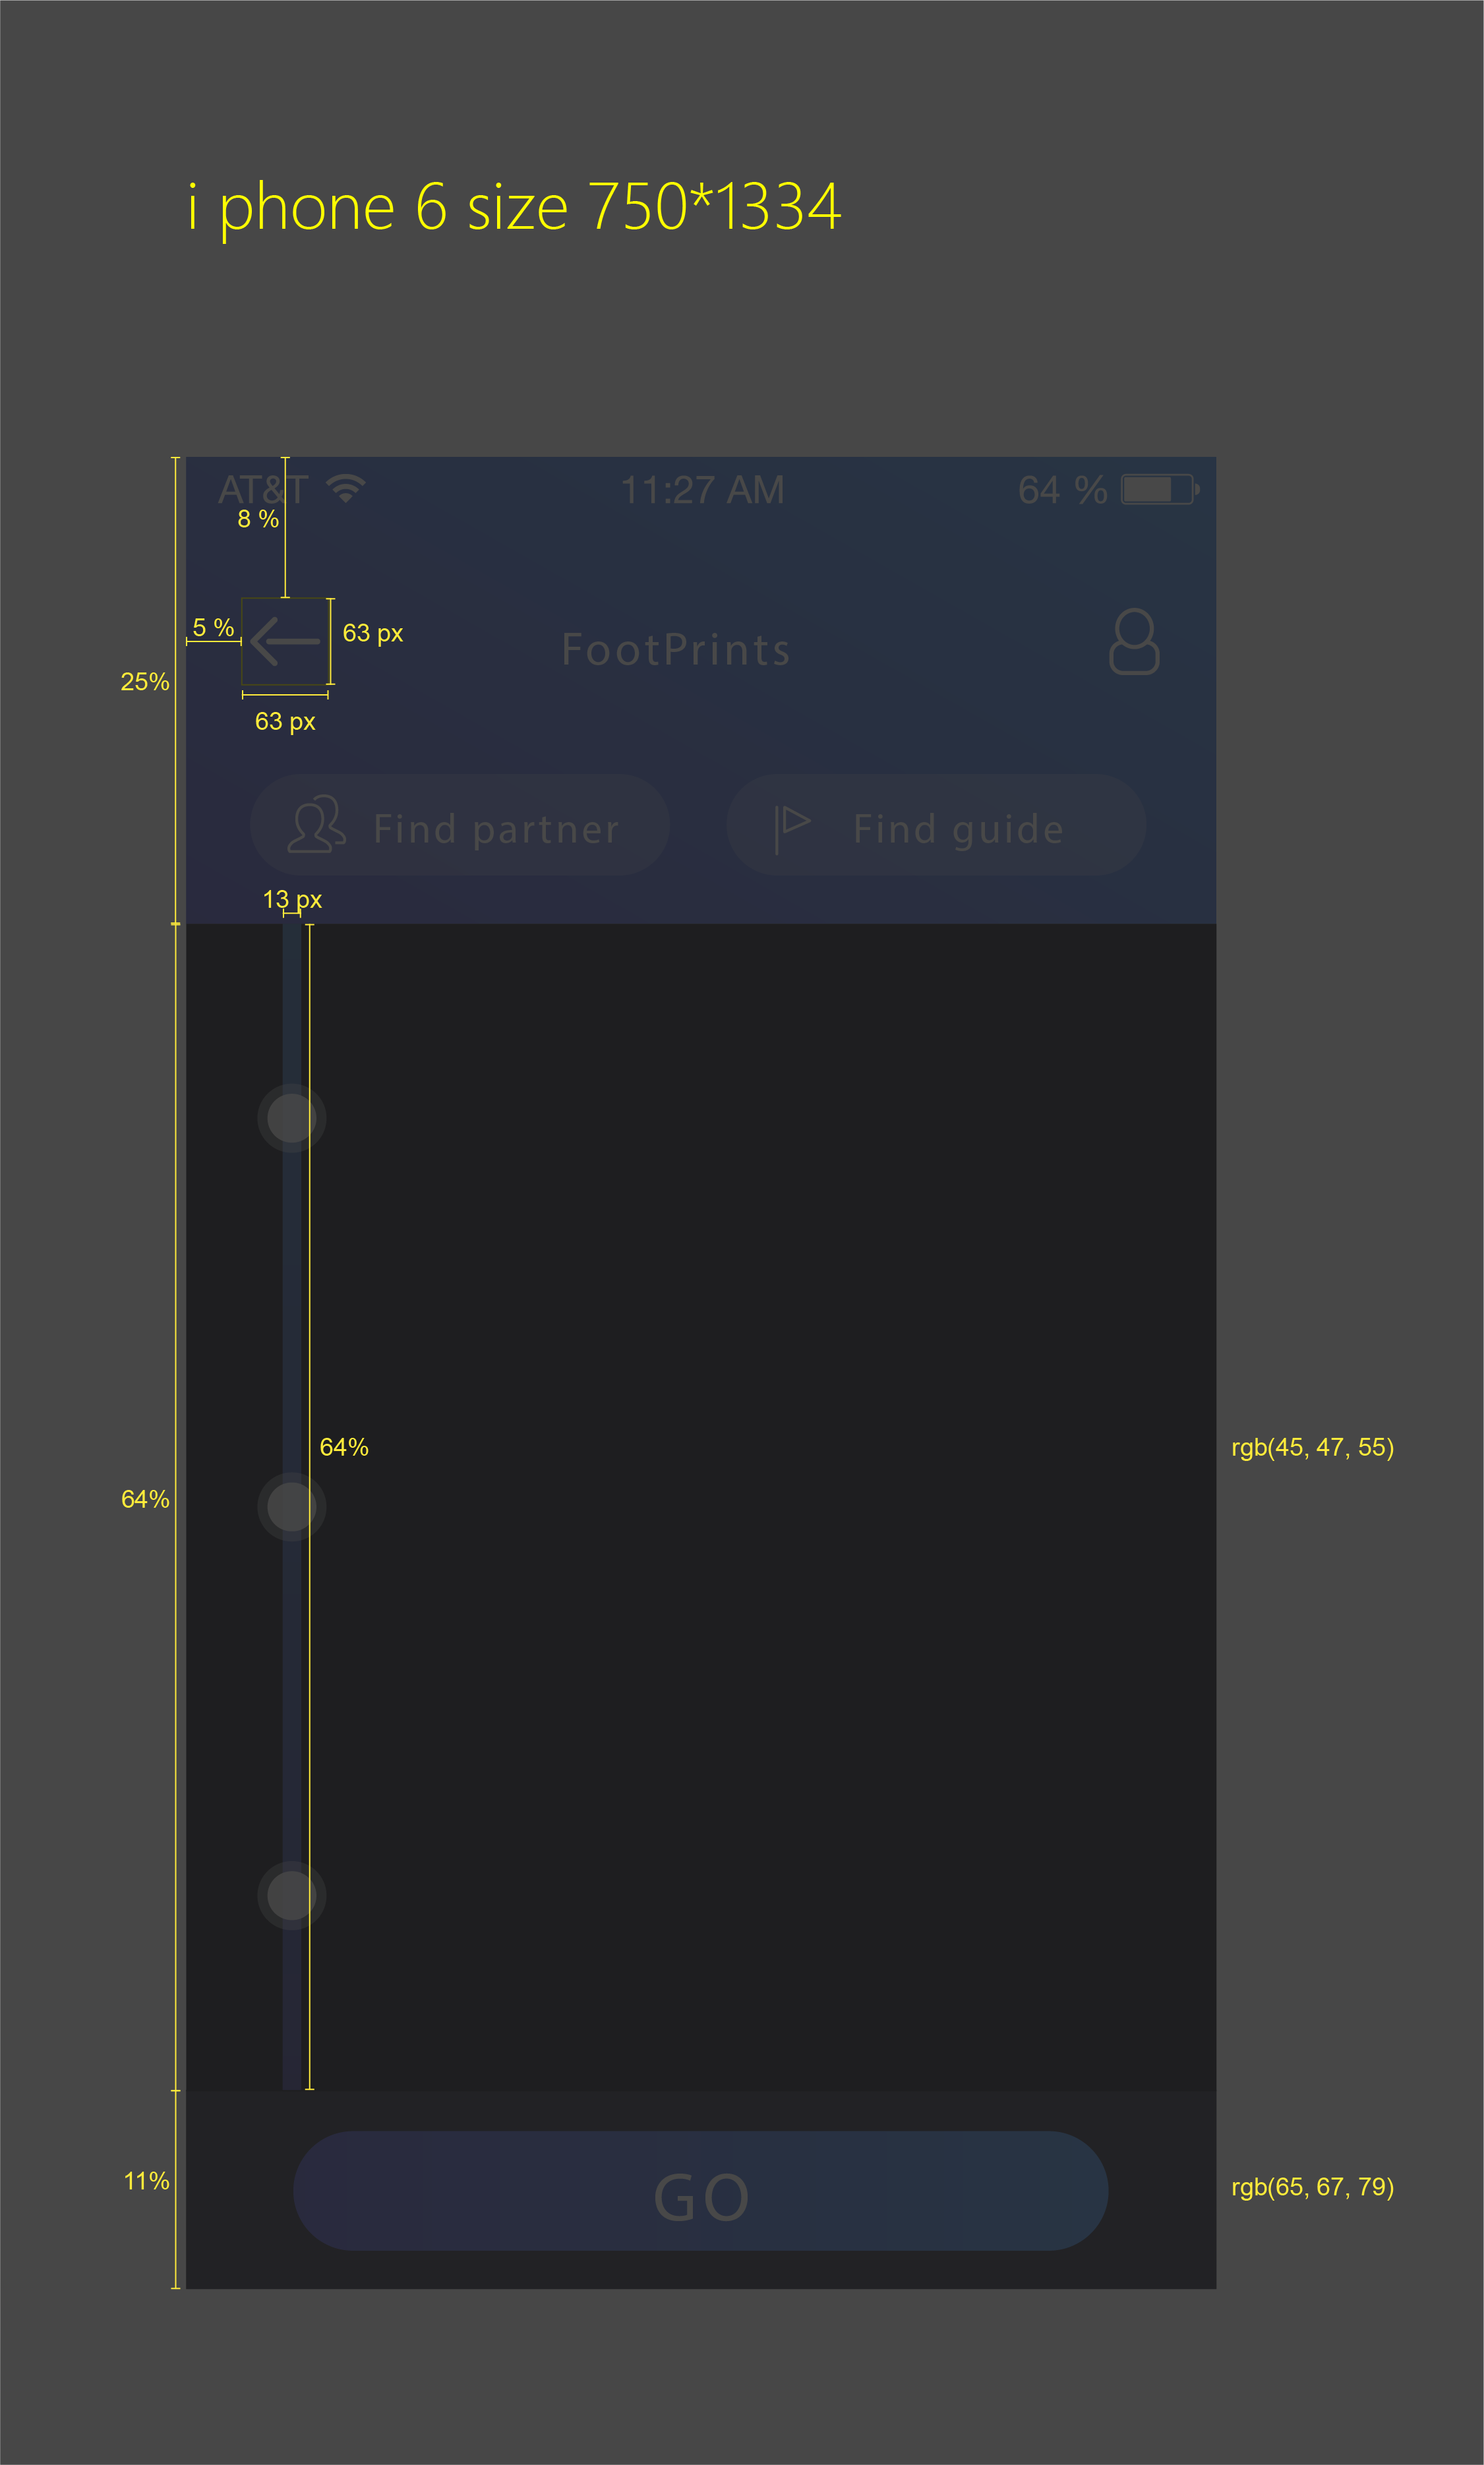 i phone 6 size 750*1334
AT&T 11:27 AM 64 %
8 %
5 %
63 px
FootPrints
25%
63 px
Find partner
Find guide
13 px
64%
rgb(45, 47, 55)
64%
11%
GO
rgb(65, 67, 79)